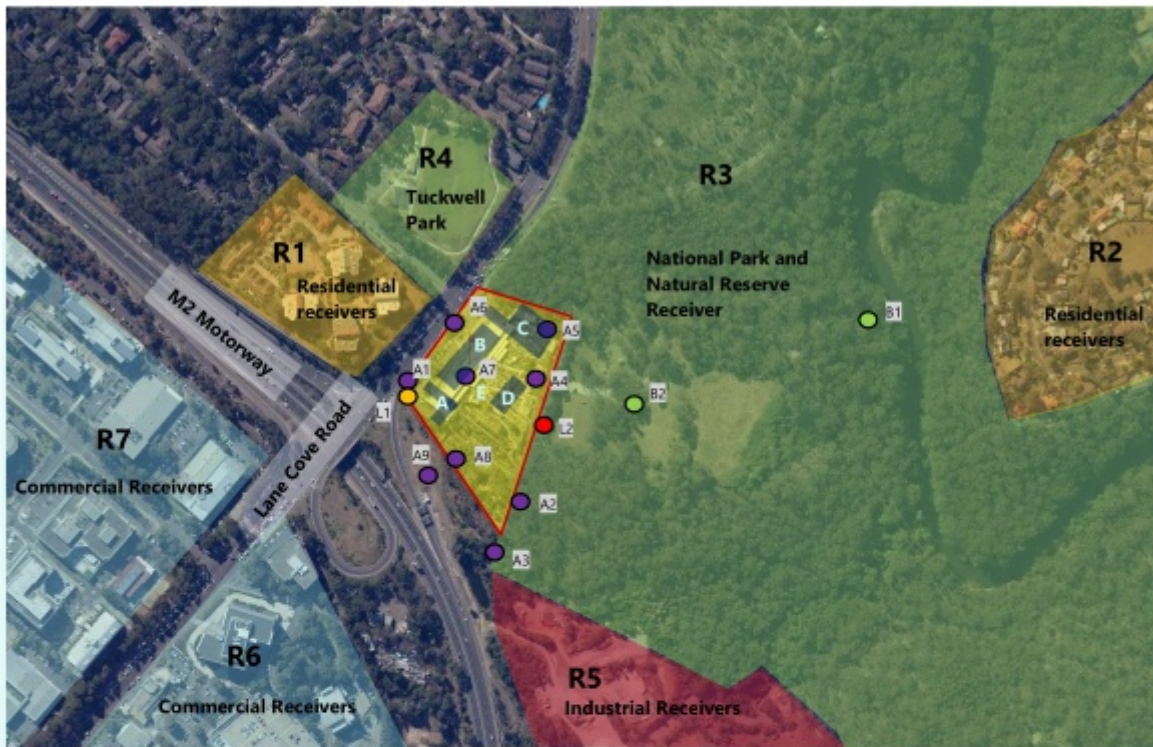 R4
Tuckwell
Park
R3
R1
Residential
receivers
National Park and
Natural Reserve
Receiver
R2
Residential
receivers
M2 Motorway
A6
C
A5
B
B1
A1
A7
A4
E
A
D
B2
L1
L2
R7
Commercial Receivers
Lane Cove Road
A9
A8
A2
A3
R6
Commercial Receivers
R5
Industrial Receivers